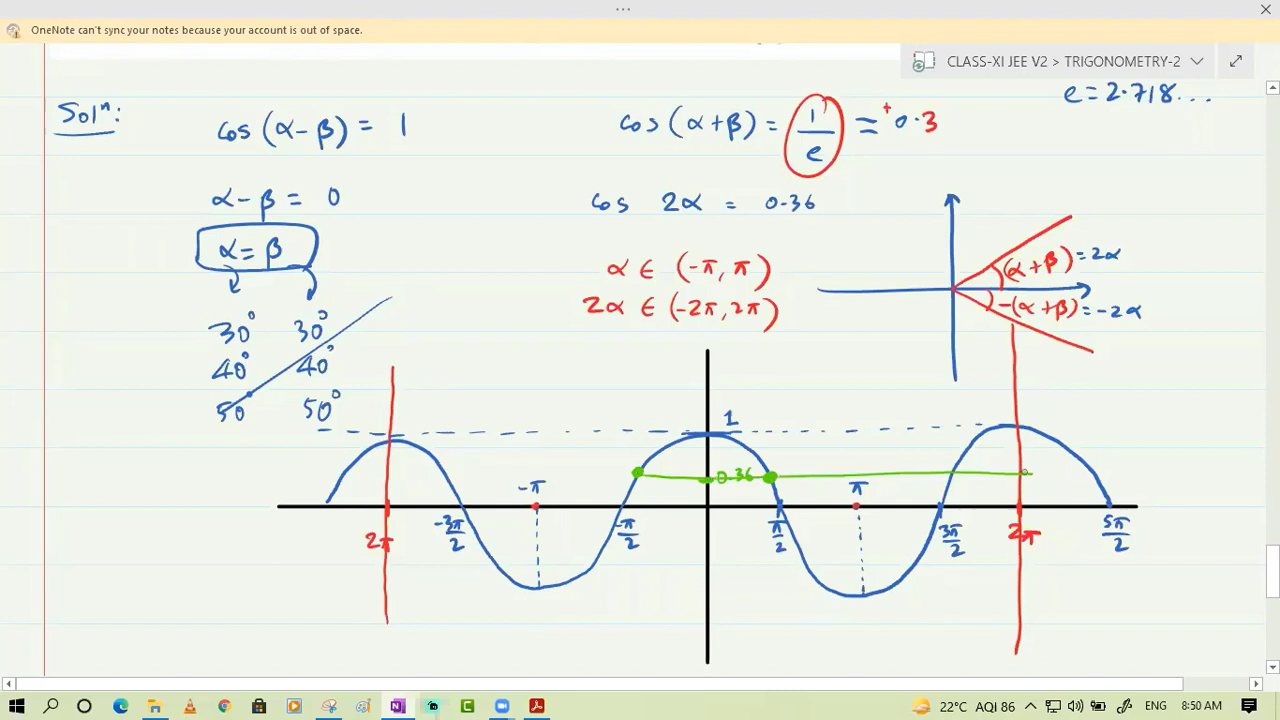 OneNote can't sync your notes because your account is out of space.
CLASS-XI JEE V2 > TRIGONOMETRY-2
e = 2.718...
Solⁿ:
cos (α-β) = 1
cos (α+β) = 1/e ≈ +0.3
α-β = 0
cos 2α = 0.36
α = β
α ∈ (-π, π)
2α ∈ (-2π, 2π)
(α+β) = 2α
-(α+β) = -2α
30° 30°
40° 40°
50 50°
1
0.36
-π
π
2π
-3π/2
-π/2
π/2
3π/2
2π
5π/2
22°C AQI 86
8:50 AM